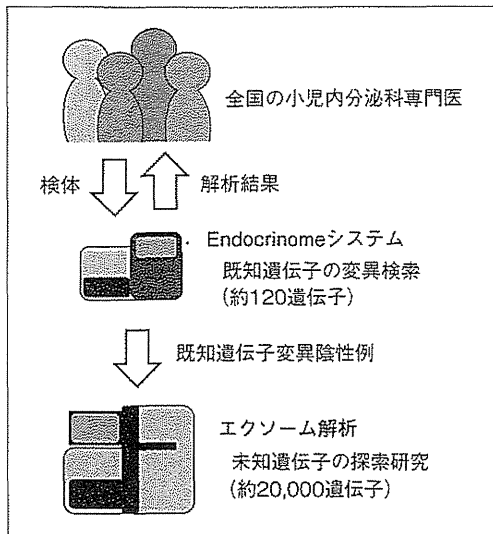 全国の小児内分泌科専門医
検体
解析結果
Endocrinomeシステム
既知遺伝子の変異検索
(約120遺伝子)
既知遺伝子変異陰性例
エクソーム解析
未知遺伝子の探索研究
(約20,000遺伝子)